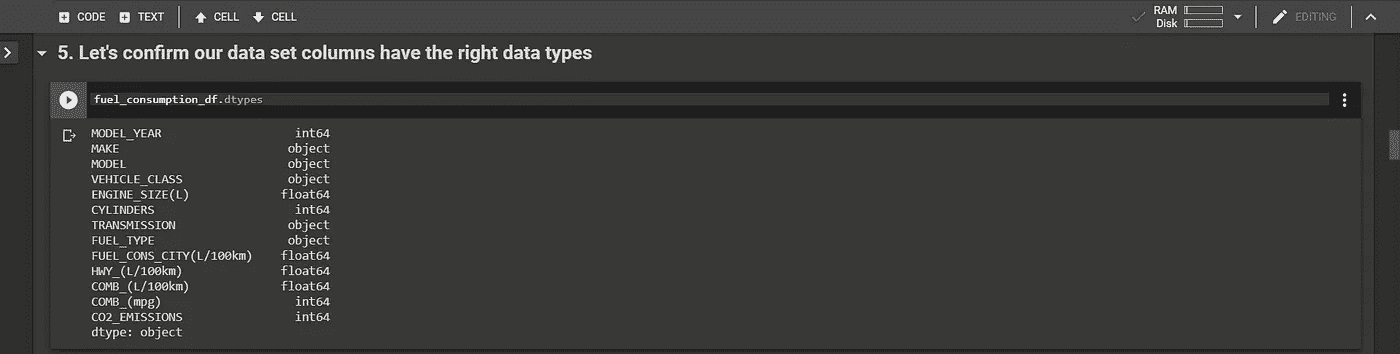 CODE TEXT CELL CELL RAM EDITING
Disk
5. Let's confirm our data set columns have the right data types
fuel_consumption_df.dtypes
MODEL_YEAR int64
MAKE object
MODEL object
VEHICLE_CLASS object
ENGINE_SIZE(L) float64
CYLINDERS int64
TRANSMISSION object
FUEL_TYPE object
FUEL_CONS_CITY(L/100km) float64
HWY_(L/100km) float64
COMB_(L/100km) float64
COMB_(mpg) int64
CO2_EMISSIONS int64
dtype: object